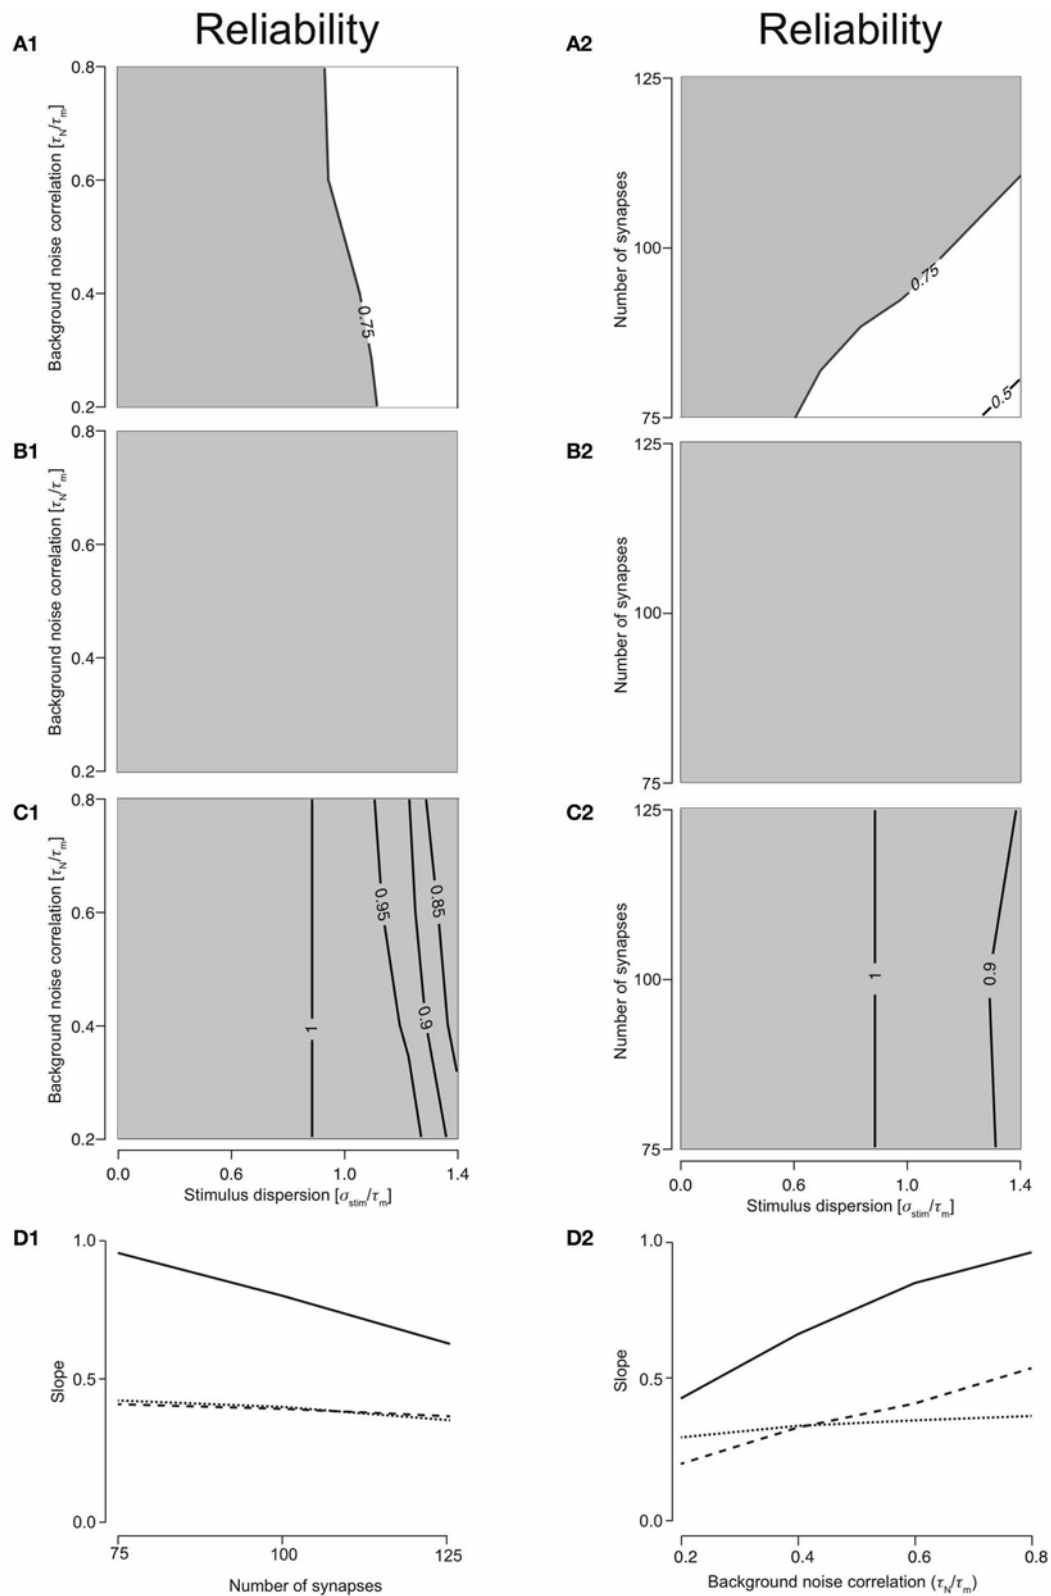 Reliability
Reliability
A1
A2
0.8
0.6
0.4
0.2
Background noise correlation [τN/τm]
0.75
125
100
75
Number of synapses
0.75
0.5
B1
B2
0.8
0.6
0.4
0.2
Background noise correlation [τN/τm]
125
100
75
Number of synapses
C1
C2
0.8
0.6
0.4
0.2
Background noise correlation [τN/τm]
1
0.95
0.9
0.85
0.0 0.6 1.0 1.4
Stimulus dispersion [σstim/τm]
125
100
75
Number of synapses
1
0.9
0.0 0.6 1.0 1.4
Stimulus dispersion [σstim/τm]
D1
D2
1.0
0.5
0.0
Slope
75 100 125
Number of synapses
1.0
0.5
0.0
Slope
0.2 0.4 0.6 0.8
Background noise correlation (τN/τm)